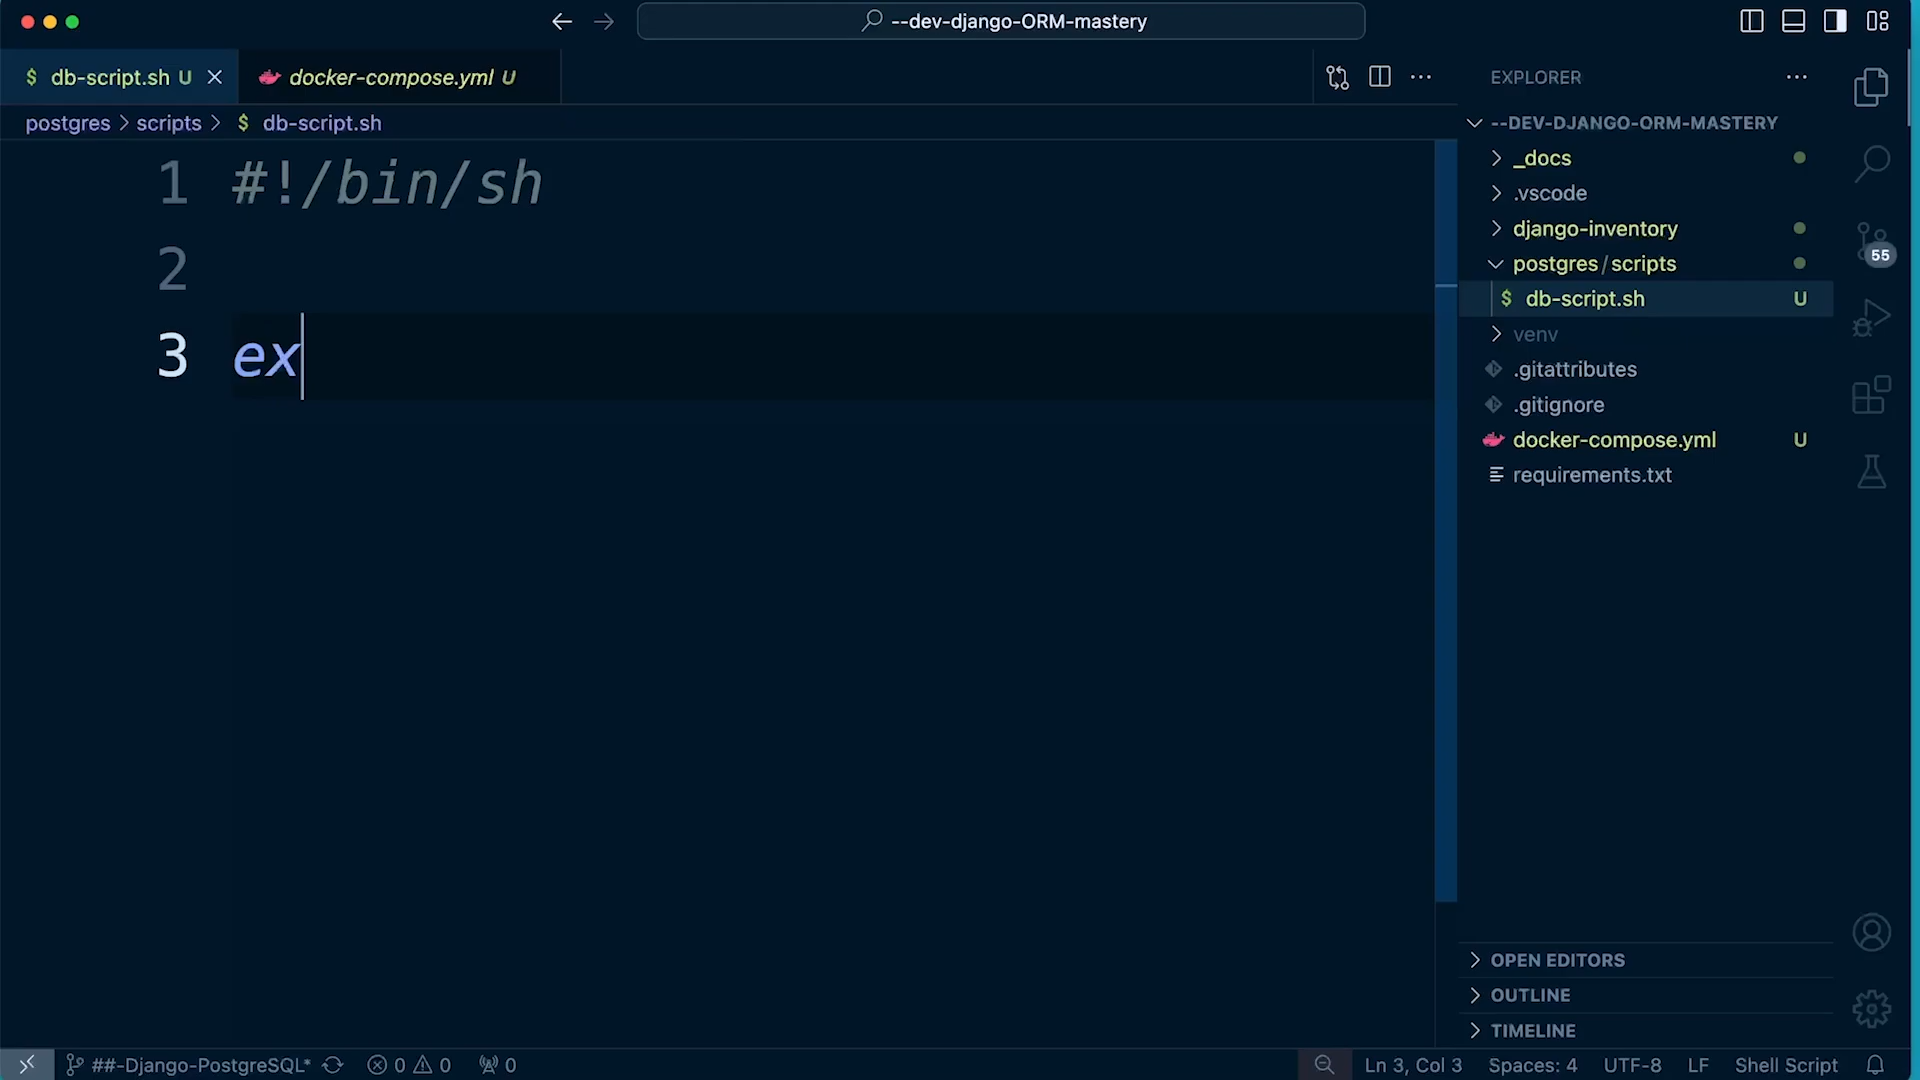 --dev-django-ORM-mastery
$ db-script.sh U
docker-compose.yml U
postgres > scripts > $ db-script.sh
1 #!/bin/sh
2
3 ex
EXPLORER
--DEV-DJANGO-ORM-MASTERY
_docs
.vscode
django-inventory
postgres/scripts
$ db-script.sh U
venv
.gitattributes
.gitignore
docker-compose.yml U
requirements.txt
55
OPEN EDITORS
OUTLINE
TIMELINE
##-Django-PostgreSQL* 0 0 0 Ln 3, Col 3 Spaces: 4 UTF-8 LF Shell Script